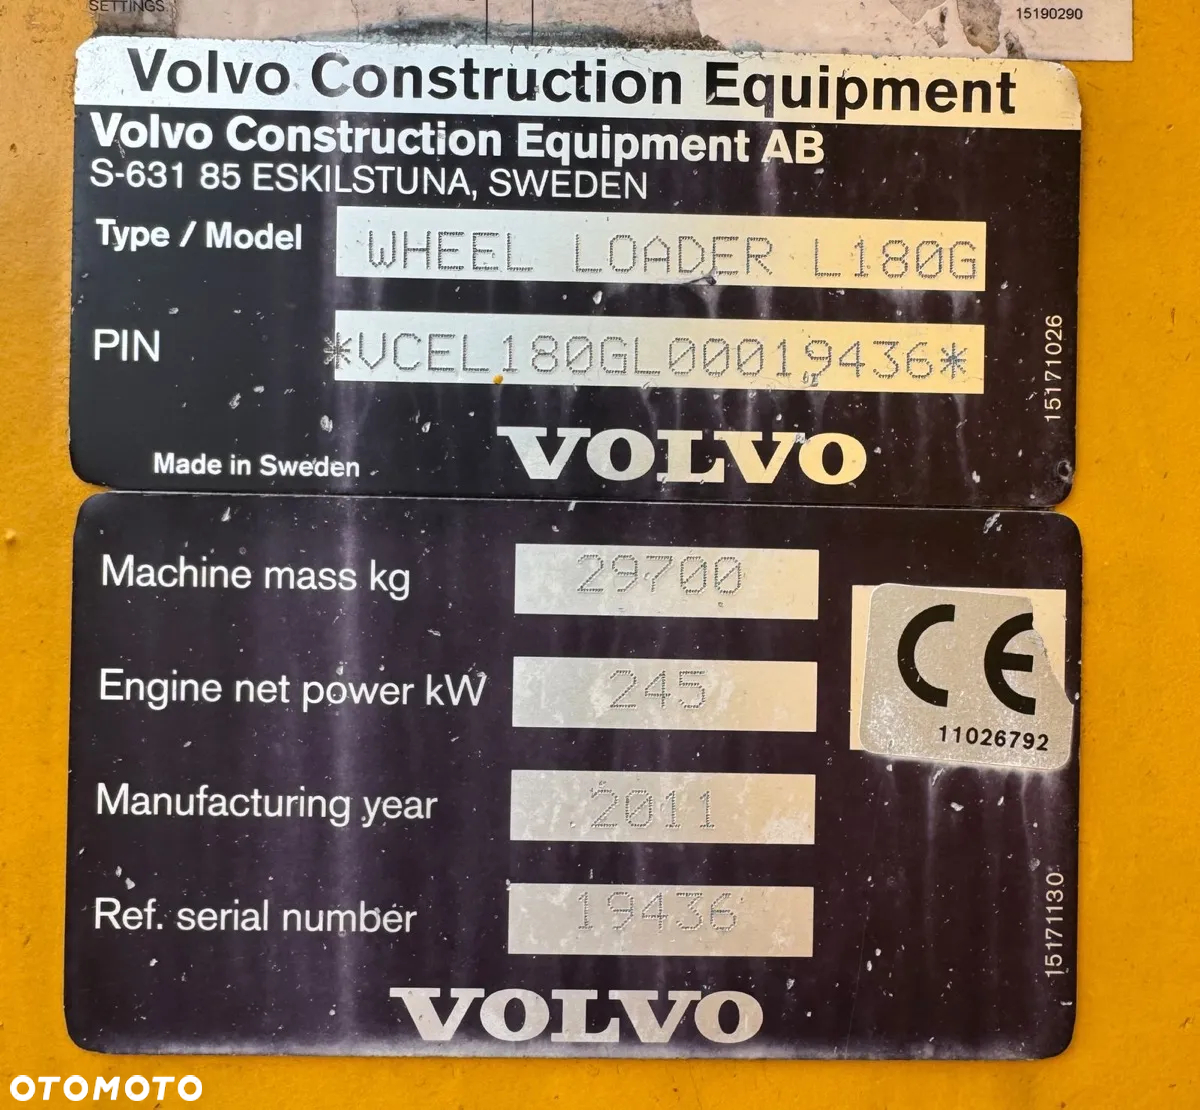 SETTINGS
15190290
Volvo Construction Equipment
Volvo Construction Equipment AB
S-631 85 ESKILSTUNA, SWEDEN
Type / Model WHEEL LOADER L180G
PIN *VCEL180GL00019436*
15171026
Made in Sweden VOLVO
Machine mass kg 29700
CE
Engine net power kW 245
11026792
Manufacturing year 2011
Ref. serial number 19436
15171130
VOLVO
OTOMOTO